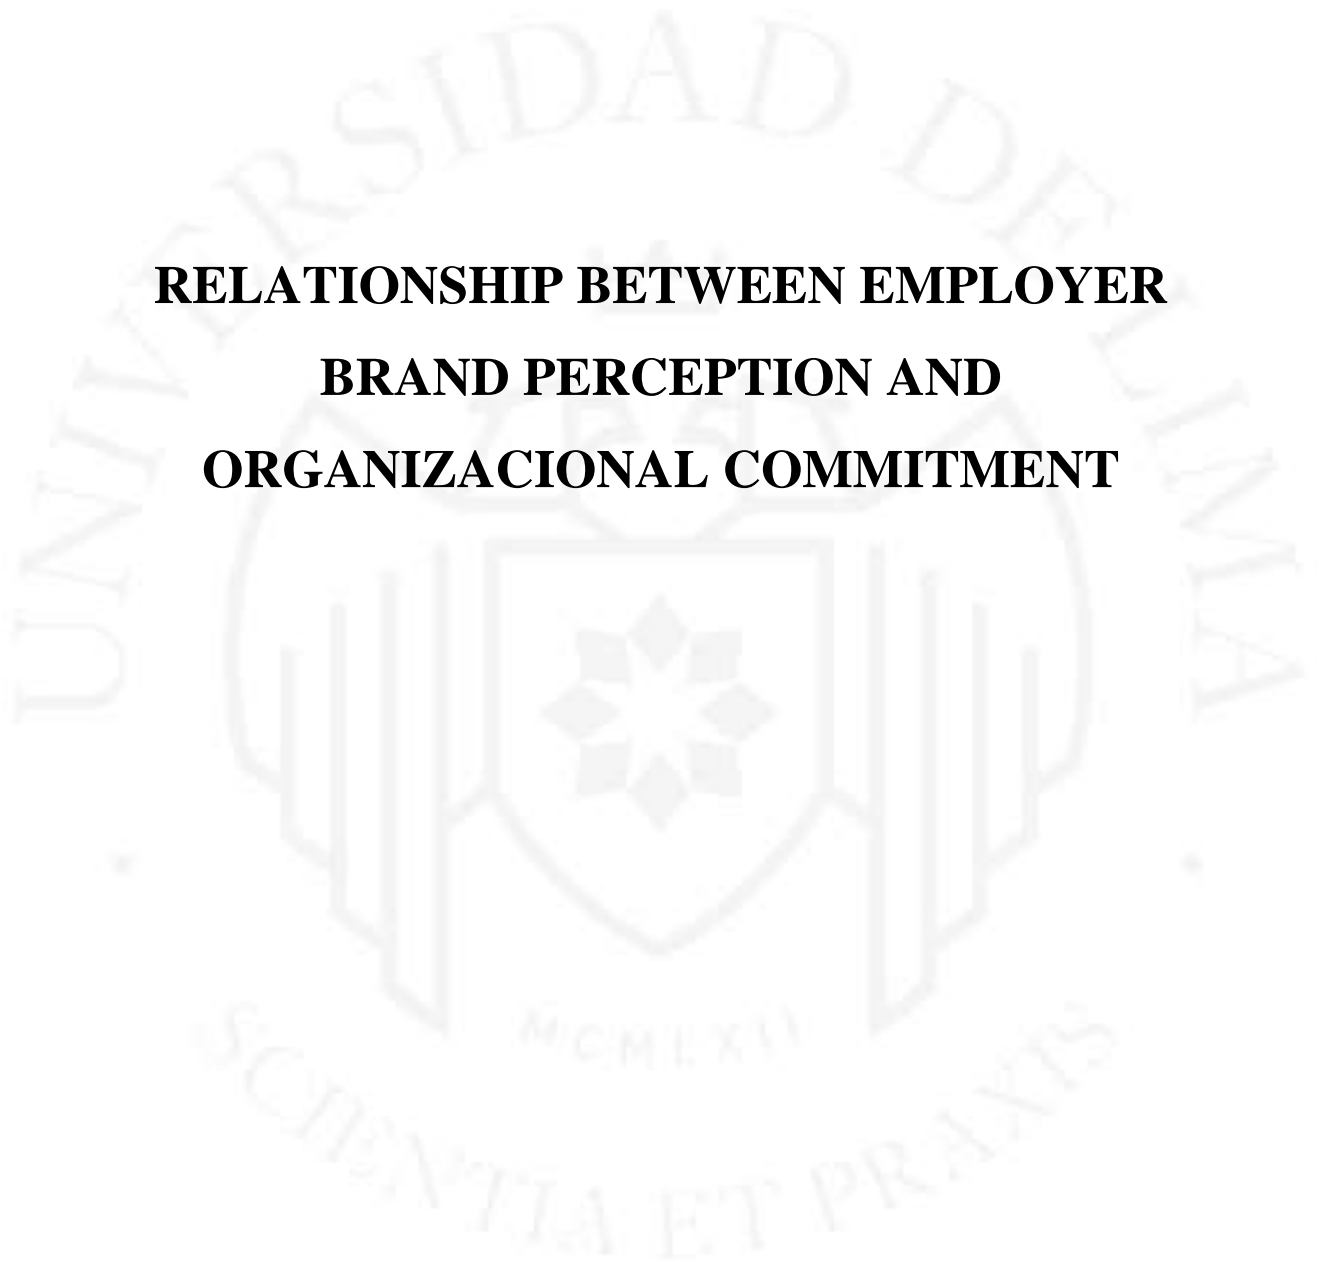 UNIVERSIDAD DE LIMA
RELATIONSHIP BETWEEN EMPLOYER
BRAND PERCEPTION AND
ORGANIZACIONAL COMMITMENT
MCMLXII
SCIENTIA ET PRAXIS